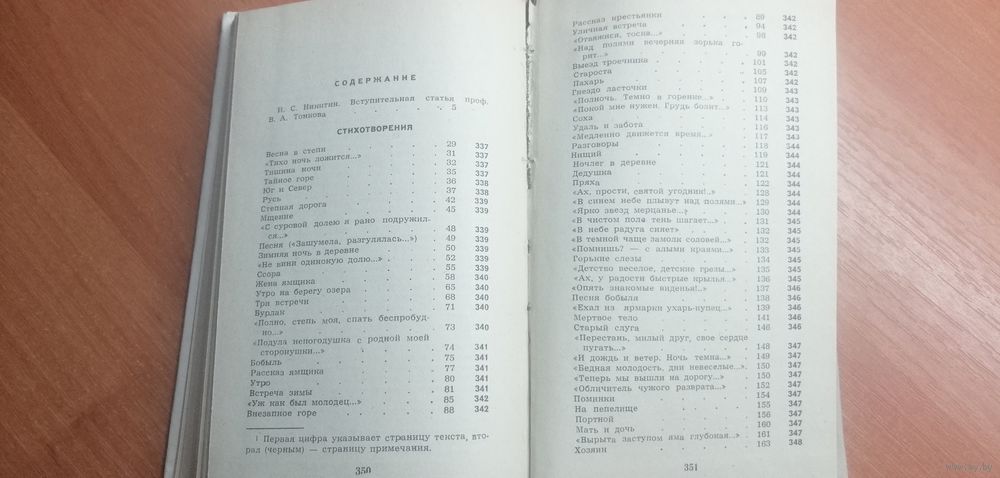 СОДЕРЖАНИЕ
И. С. Никитин. Вступительная статья проф.
В. А. Тонкова . . . . . 5
СТИХОТВОРЕНИЯ
Весна в степи . . . . 29 337
«Тихо ночь ложится...» . . . . 31 337
Тишина ночи . . . . 32 337
Тайное горе . . . . 35 337
Юг и Север . . . . 36 338
Русь . . . . 37 338
Степная дорога . . . . 42 339
Мщение . . . . 45 339
«С суровой долею я рано подружил-
ся...» . . . . 48 339
Песня («Зашумела, разгулялась...») . 49 339
Зимняя ночь в деревне . . . . 50 339
«Не вини одинокую долю...» . . . 52 339
Ссора . . . . 55 339
Жена ямщика . . . . 58 340
Утро на берегу озера . . . . 65 340
Три встречи . . . . 68 340
Бурлак . . . . 71 340
«Полно, степь моя, спать беспробуд-
но...» . . . . 73 340
«Подула непогодушка с родной моей
сторонушки...» . . . . 74 341
Бобыль . . . . 75 341
Рассказ ямщика . . . . 77 341
Утро . . . . 80 341
Встреча зимы . . . . 81 341
«Уж как был молодец...» . . . . 85 342
Внезапное горе . . . . 88 342
¹ Первая цифра указывает страницу текста, вто-
рая (черным) — страницу примечания.
350
Рассказ крестьянки . . . . 89 342
Уличная встреча . . . . 94 342
«Отвяжися, тоска...» . . . . 98 342
«Над полями вечерняя зорька го-
рит...» . . . . 99 342
Выезд троечника . . . . 101 342
Староста . . . . 105 342
Пахарь . . . . 107 342
Гнездо ласточки . . . . 109 343
«Полночь. Темно в горенке...» . . 110 343
«Покой мне нужен. Грудь болит...» . 113 343
Соха . . . . 114 343
Удаль и забота . . . . 116 343
«Медленно движется время...» . . 117 343
Разговоры . . . . 118 344
Нищий . . . . 119 344
Ночлег в деревне . . . . 121 344
Дедушка . . . . 121 344
Пряха . . . . 122 344
«Ах, прости, святой угодник!..» . . 128 344
«В синем небе плывут над полями...» . 129 344
«Ярко звезд мерцанье...» . . . . 130 344
«В чистом поле тень шагает...» . . 131 345
«В небе радуга сияет» . . . . 132 345
«В темной чаще замолк соловей...» . 132 345
«Помнишь? — с алыми краями...» . . 133 345
Горькие слезы . . . . 134 345
«Детство веселое, детские грезы...» . 135 345
«Ах, у радости быстрые крылья...» . 136 345
«Опять знакомые виденья!..» . . . 137 346
Песня бобыля . . . . 138 346
«Ехал из ярмарки ухарь-купец...» . 139 346
Мертвое тело . . . . 141 346
Старый слуга . . . . 146 346
«Перестань, милый друг, свое сердце
пугать...» . . . . 148 347
«И дождь и ветер. Ночь темна...» . 149 347
«Бедная молодость, дни невеселые...» . 150 347
«Теперь мы вышли на дорогу...» . . 150 347
«Обличитель чужого разврата...» . . 152 347
Поминки . . . . 154 347
На пепелище . . . . 155 347
Портной . . . . 156 347
Мать и дочь . . . . 160 347
«Вырыта заступом яма глубокая...» . 161 347
Хозяин . . . . 163 348
351